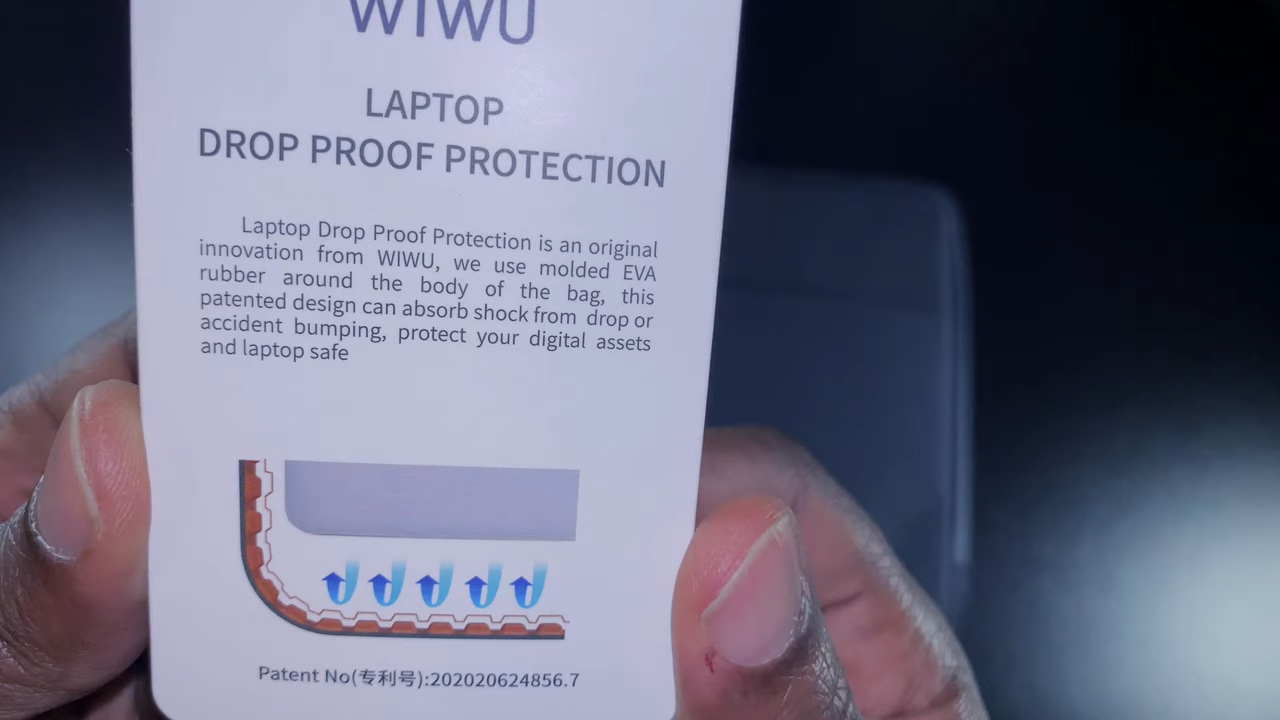 WIWU
LAPTOP
DROP PROOF PROTECTION
Laptop Drop Proof Protection is an original
innovation from WIWU, we use molded EVA
rubber around the body of the bag, this
patented design can absorb shock from drop or
accident bumping, protect your digital assets
and laptop safe
Patent No(专利号):202020624856.7